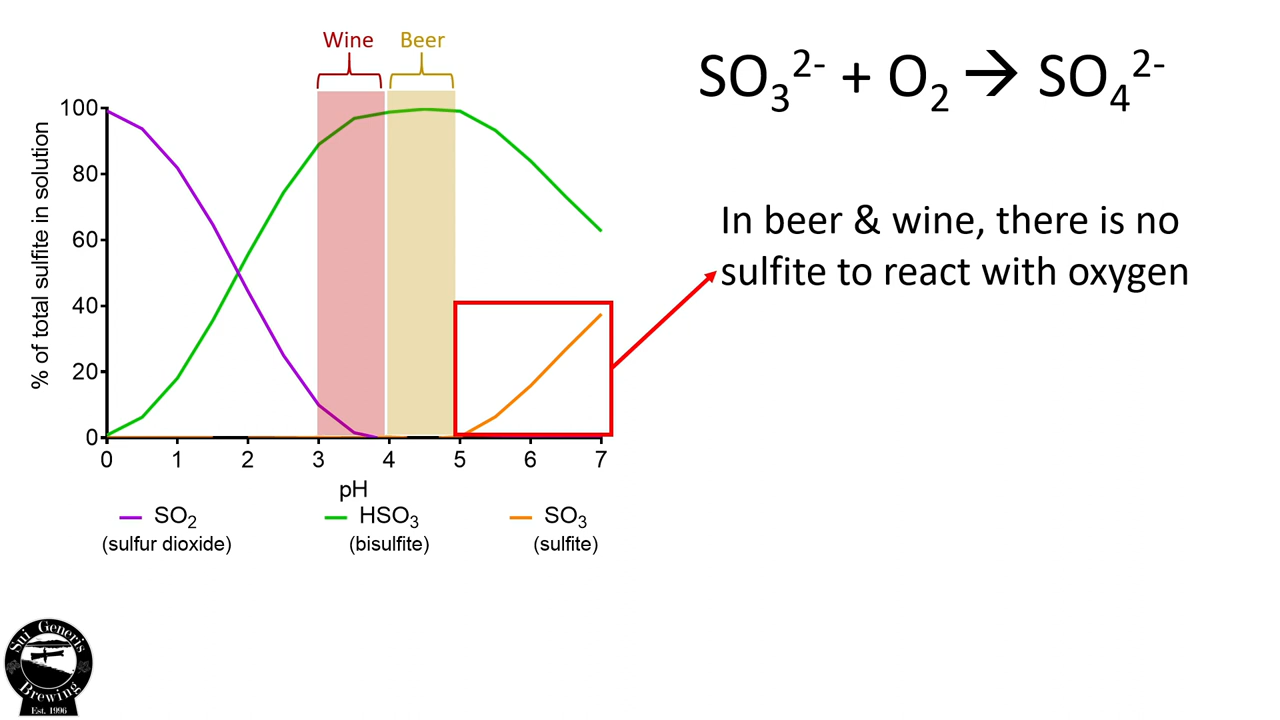 Wine Beer
SO₃²⁻ + O₂ → SO₄²⁻
In beer & wine, there is no
sulfite to react with oxygen
% of total sulfite in solution
100
80
60
40
20
0
0 1 2 3 4 5 6 7
pH
SO₂ HSO₃ SO₃
(sulfur dioxide) (bisulfite) (sulfite)
Sui Generis
Brewing
Est. 1996